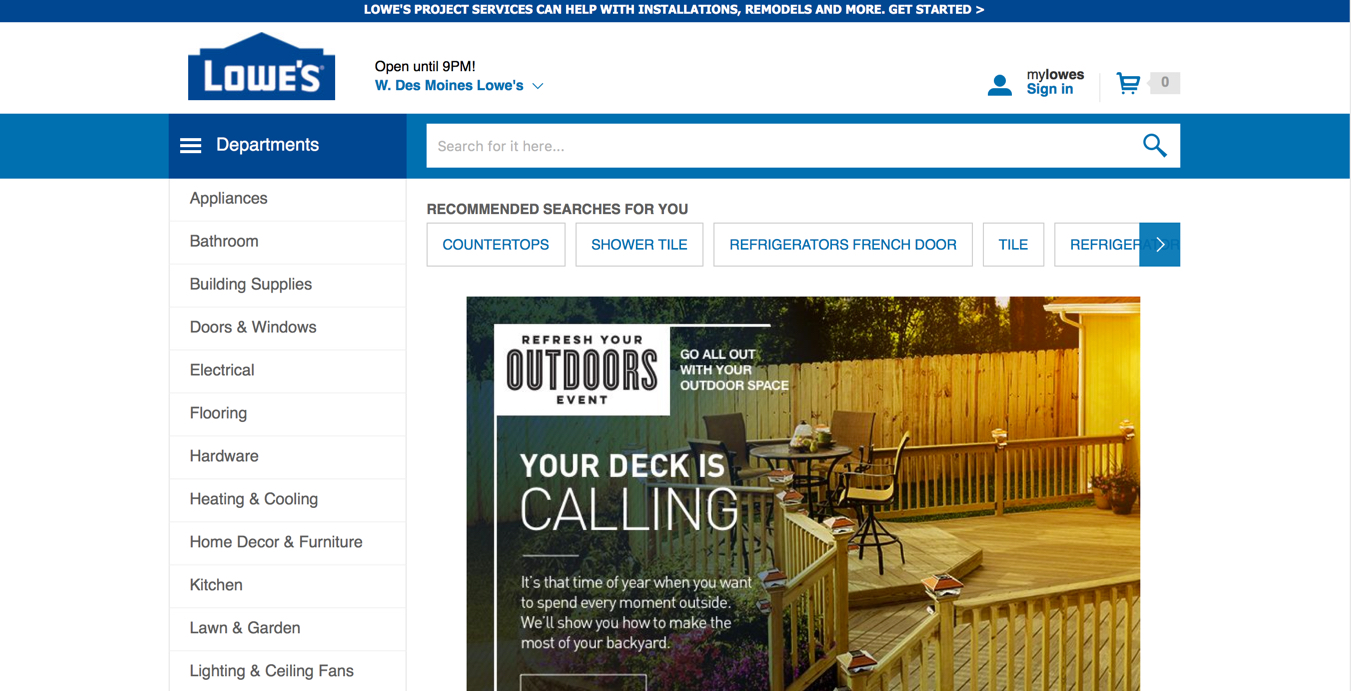 LOWE'S PROJECT SERVICES CAN HELP WITH INSTALLATIONS, REMODELS AND MORE. GET STARTED >
LOWE'S
Open until 9PM!
W. Des Moines Lowe's
mylowes
Sign in
0
Departments
Search for it here...
Appliances
Bathroom
Building Supplies
Doors & Windows
Electrical
Flooring
Hardware
Heating & Cooling
Home Decor & Furniture
Kitchen
Lawn & Garden
Lighting & Ceiling Fans
RECOMMENDED SEARCHES FOR YOU
COUNTERTOPS
SHOWER TILE
REFRIGERATORS FRENCH DOOR
TILE
REFRIGERATOR
REFRESH YOUR
OUTDOORS
EVENT
GO ALL OUT
WITH YOUR
OUTDOOR SPACE
YOUR DECK IS
CALLING
It's that time of year when you want
to spend every moment outside.
We'll show you how to make the
most of your backyard.